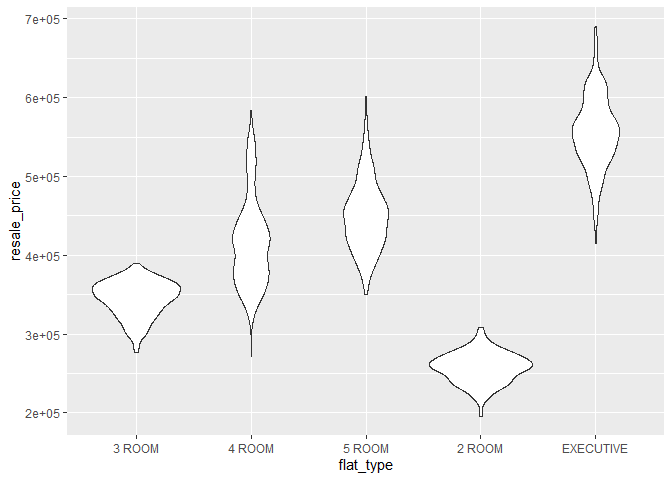 7e+05
6e+05
5e+05
4e+05
3e+05
2e+05
resale_price
3 ROOM
4 ROOM
5 ROOM
2 ROOM
EXECUTIVE
flat_type